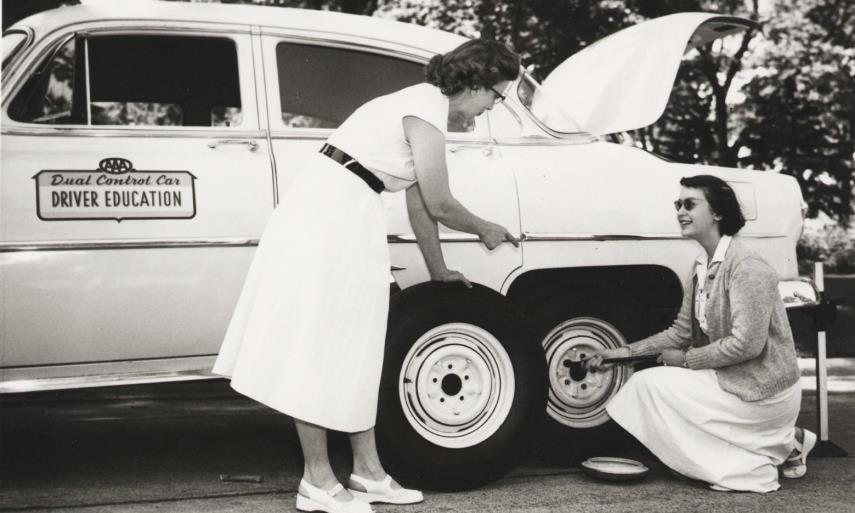 AAA
Dual Control Car
DRIVER EDUCATION